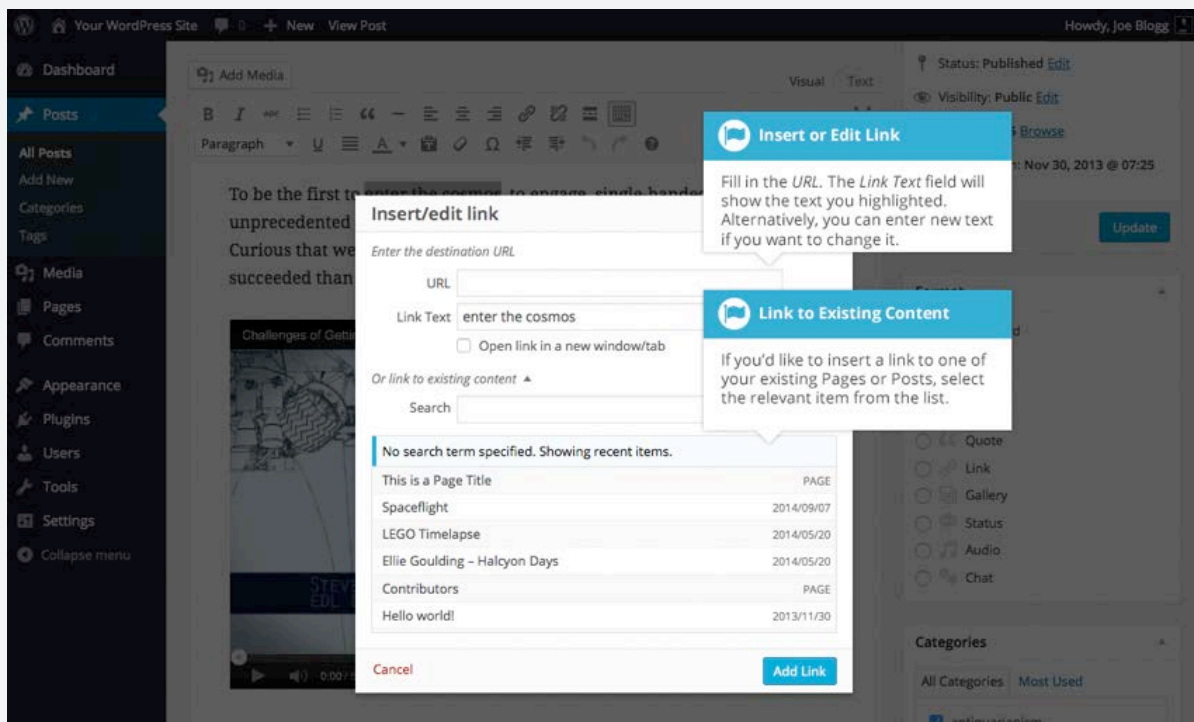 Your WordPress Site 0 + New View Post
Howdy, Joe Blogg
Dashboard
Posts
All Posts
Add New
Categories
Tags
Media
Pages
Comments
Appearance
Plugins
Users
Tools
Settings
Collapse menu
Add Media
Visual Text
B I ABC
Paragraph U A Ω
To be the first to enter the cosmos, to engage, single-handed
unprecedented
Curious that we
succeeded than
Challenges of Getti
STEV
EDL
0:00
Insert/edit link
Enter the destination URL
URL
Link Text enter the cosmos
Open link in a new window/tab
Or link to existing content
Search
No search term specified. Showing recent items.
This is a Page Title PAGE
Spaceflight 2014/09/07
LEGO Timelapse 2014/05/20
Ellie Goulding – Halcyon Days 2014/05/20
Contributors PAGE
Hello world! 2013/11/30
Cancel
Add Link
Insert or Edit Link
Fill in the URL. The Link Text field will
show the text you highlighted.
Alternatively, you can enter new text
if you want to change it.
Link to Existing Content
If you'd like to insert a link to one of
your existing Pages or Posts, select
the relevant item from the list.
Status: Published Edit
Visibility: Public Edit
Browse
Nov 30, 2013 @ 07:25
Update
Quote
Link
Gallery
Status
Audio
Chat
Categories
All Categories Most Used